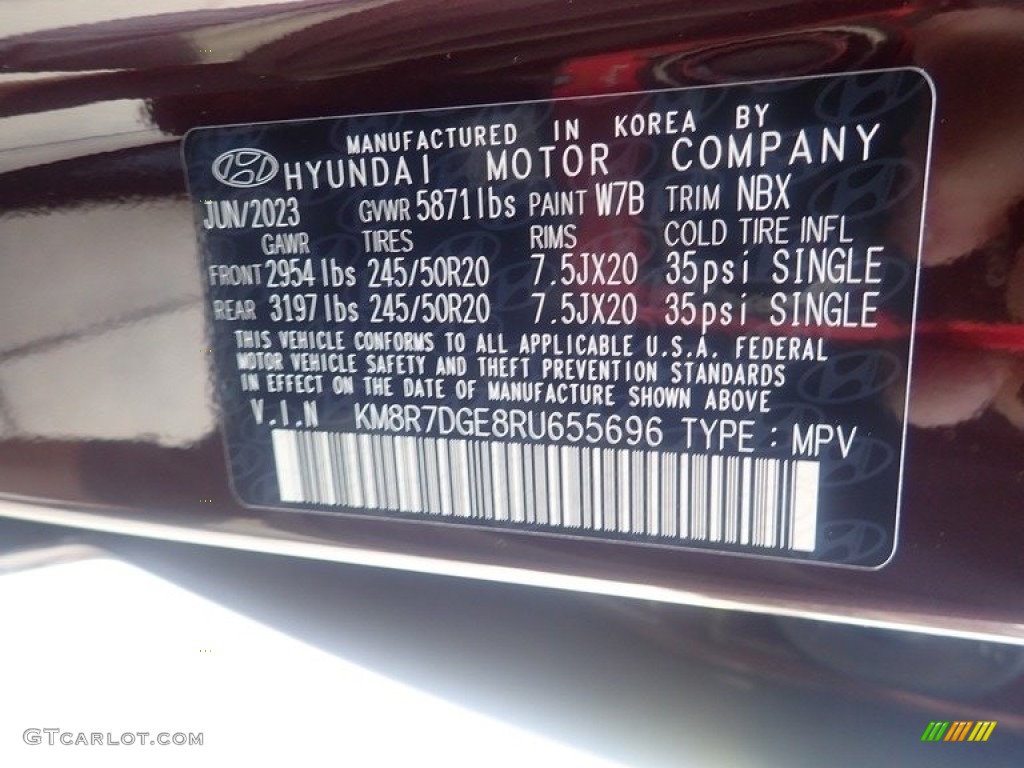 MANUFACTURED IN KOREA BY
HYUNDAI MOTOR COMPANY
JUN/2023 GVWR 5871lbs PAINT W7B TRIM NBX
GAWR TIRES RIMS COLD TIRE INFL
FRONT 2954 lbs 245/50R20 7.5JX20 35psi SINGLE
REAR 3197 lbs 245/50R20 7.5JX20 35psi SINGLE
THIS VEHICLE CONFORMS TO ALL APPLICABLE U.S.A. FEDERAL
MOTOR VEHICLE SAFETY AND THEFT PREVENTION STANDARDS
IN EFFECT ON THE DATE OF MANUFACTURE SHOWN ABOVE
V.I.N KM8R7DGE8RU655696 TYPE : MPV
GTCarLot.com